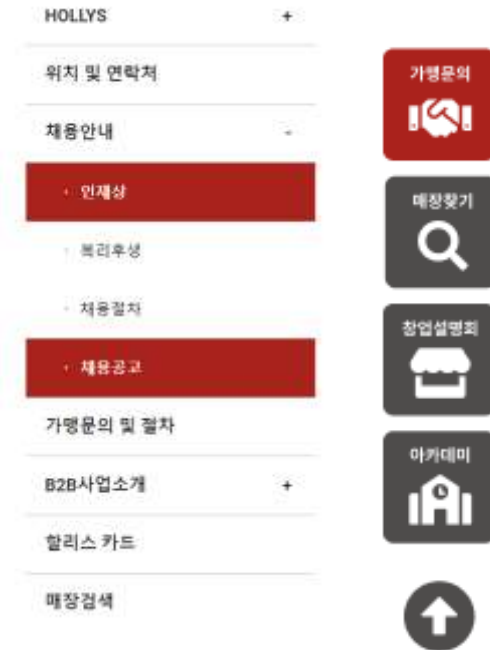 HOLLYS +
위치 및 연락처
채용안내 -
· 인재상
· 복리후생
· 채용절차
· 채용공고
가맹문의 및 절차
B2B사업소개 +
할리스 카드
매장검색
가맹문의
매장찾기
창업설명회
아카데미